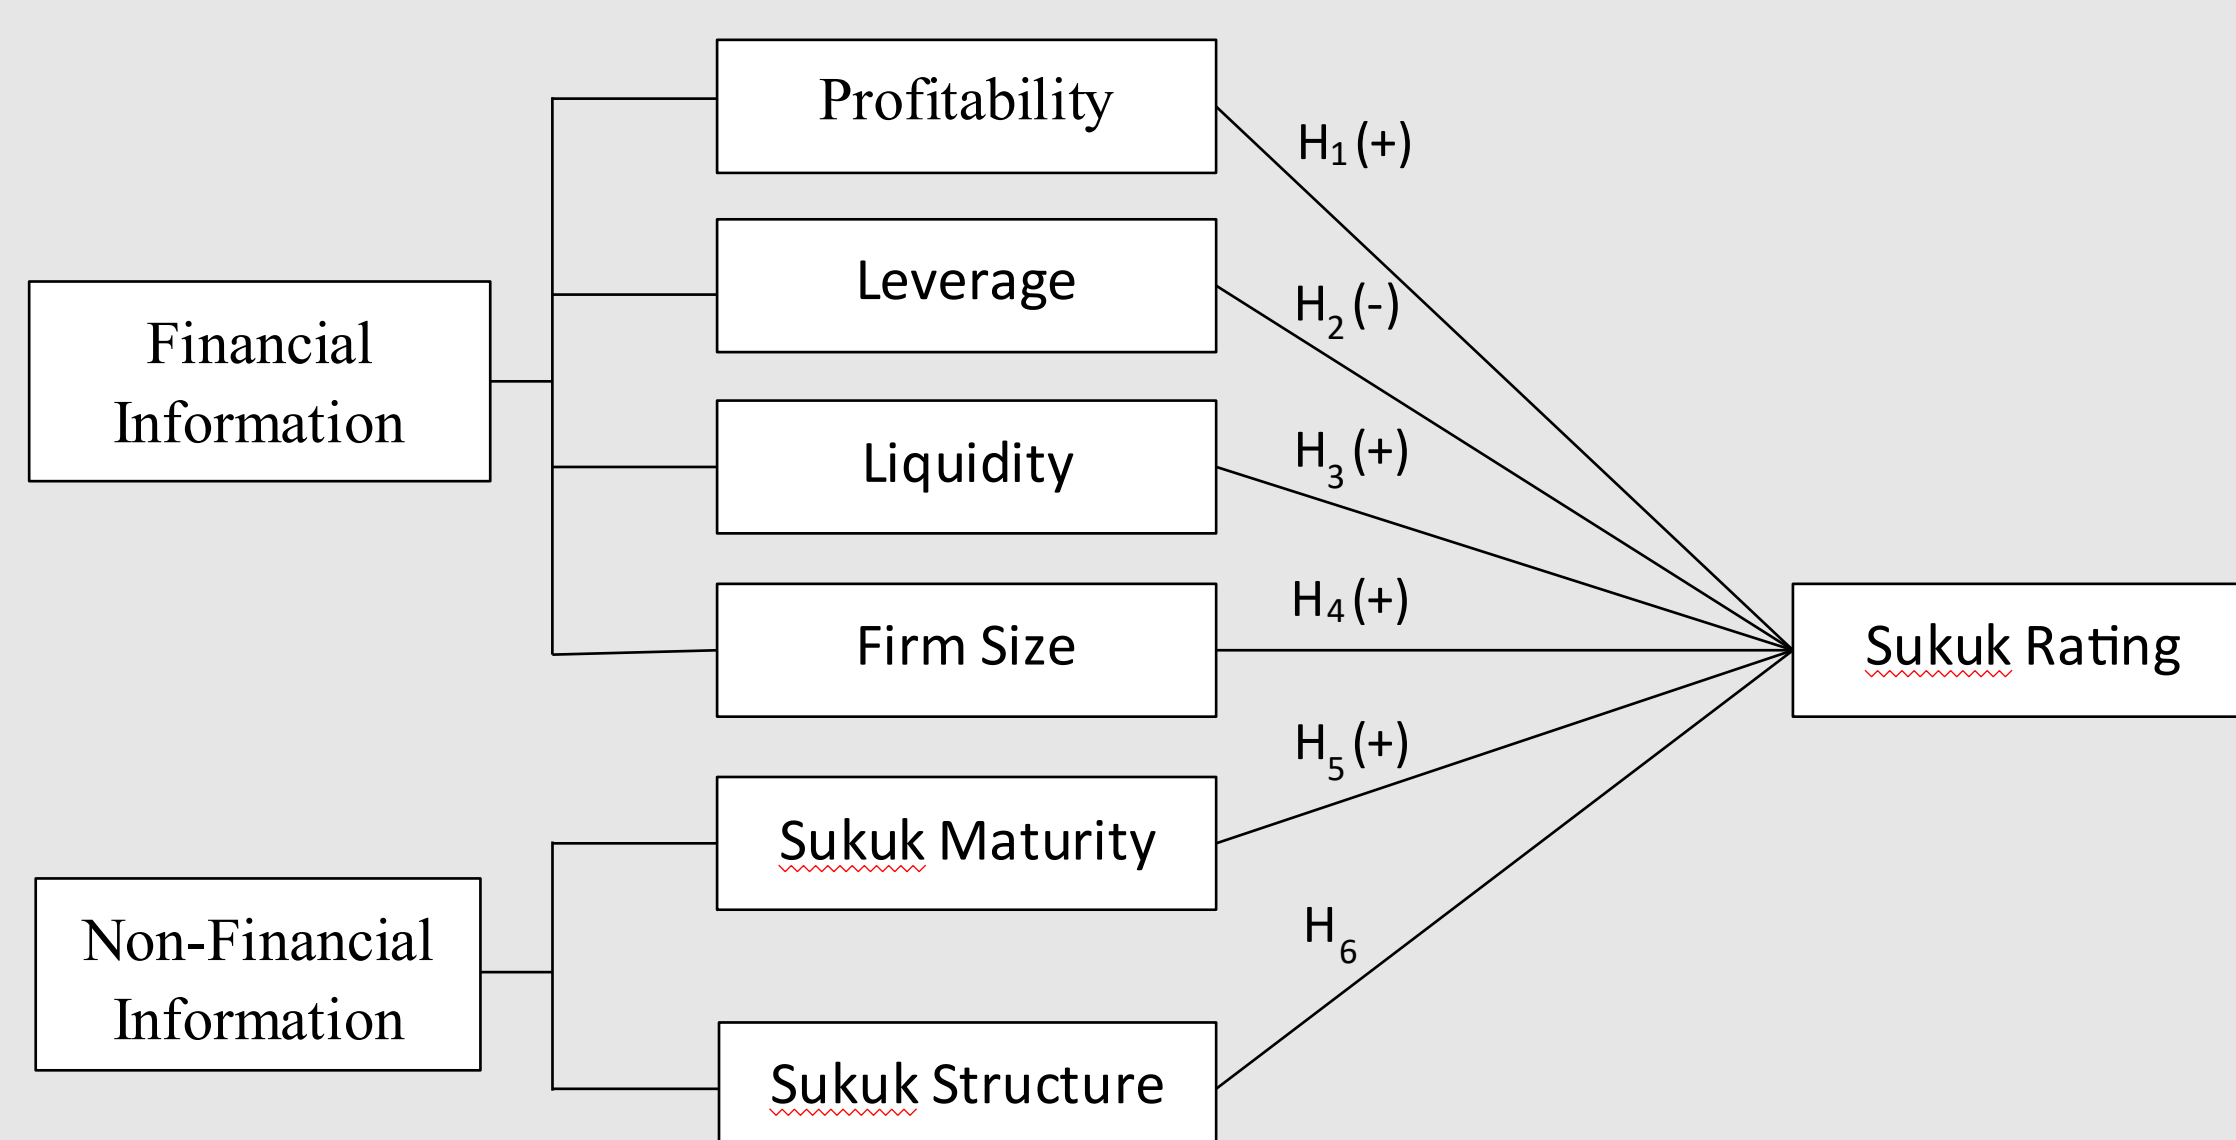 Profitability
H1 (+)
Leverage
H2 (-)
Financial
Information
Liquidity
H3 (+)
Firm Size
H4 (+)
Sukuk Rating
Sukuk Maturity
H5 (+)
Non-Financial
Information
H6
Sukuk Structure